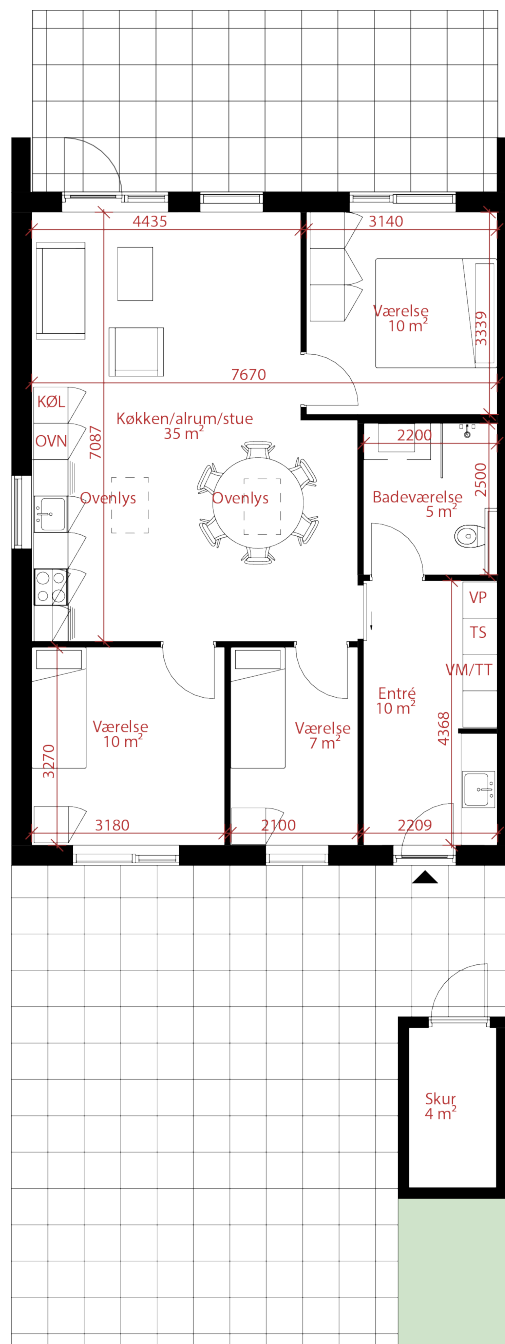 4435
3140
Værelse
10 m²
3339
7670
KØL
OVN
Køkken/alrum/stue
35 m²
7087
2200
2500
Ovenlys
Ovenlys
Badeværelse
5 m²
VP
TS
VM/TT
Entré
10 m²
4368
Værelse
10 m²
Værelse
7 m²
3270
3180
2100
2209
Skur
4 m²